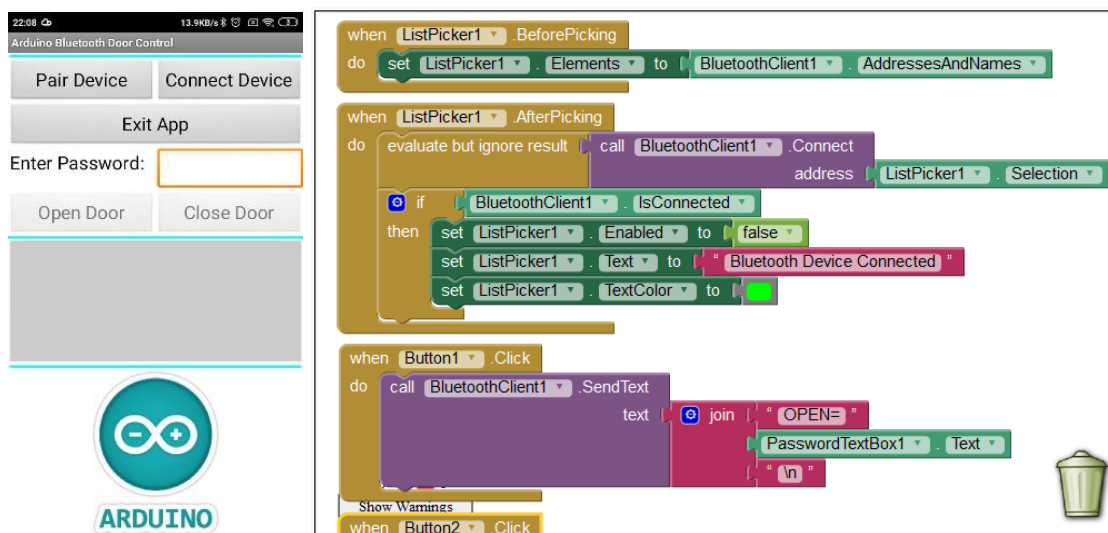 22:08 13.9KB/s
Arduino Bluetooth Door Control
Pair Device Connect Device
Exit App
Enter Password:
Open Door Close Door
ARDUINO
when ListPicker1 .BeforePicking
do set ListPicker1 . Elements to BluetoothClient1 . AddressesAndNames
when ListPicker1 .AfterPicking
do evaluate but ignore result call BluetoothClient1 .Connect
address ListPicker1 . Selection
if BluetoothClient1 . IsConnected
then set ListPicker1 . Enabled to false
set ListPicker1 . Text to " Bluetooth Device Connected "
set ListPicker1 . TextColor to
when Button1 .Click
do call BluetoothClient1 .SendText
text join " OPEN= "
PasswordTextBox1 . Text
" \n "
Show Warnings
when Button2 .Click